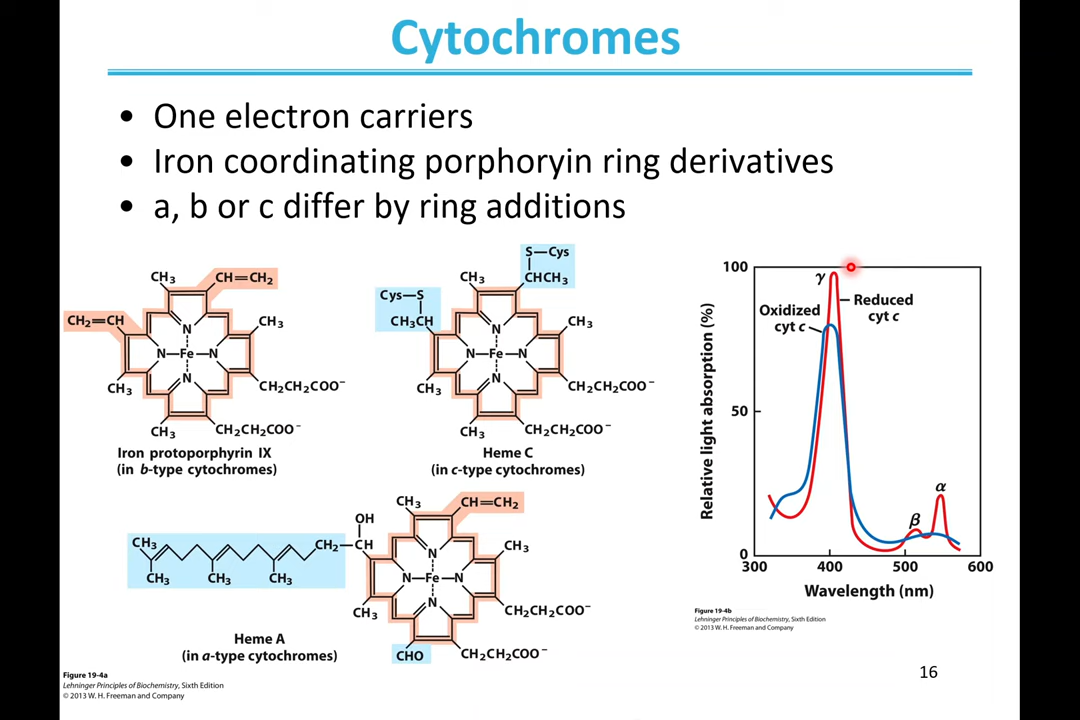 Cytochromes
• One electron carriers
• Iron coordinating porphoryin ring derivatives
• a, b or c differ by ring additions
CH₃
CH=CH₂
CH₂=CH
CH₃
N
N—Fe—N
N
CH₃
CH₂CH₂COO⁻
CH₃
CH₂CH₂COO⁻
Iron protoporphyrin IX
(in b-type cytochromes)
S—Cys
CH₃
CHCH₃
Cys—S
CH₃CH
CH₃
N
N—Fe—N
N
CH₃
CH₂CH₂COO⁻
CH₃
CH₂CH₂COO⁻
Heme C
(in c-type cytochromes)
CH₃
CH=CH₂
OH
CH₃
CH₂—CH
CH₃
CH₃
CH₃
CH₃
N
N—Fe—N
N
CH₃
CH₂CH₂COO⁻
CHO
CH₂CH₂COO⁻
Heme A
(in a-type cytochromes)
Figure 19-4a
Lehninger Principles of Biochemistry, Sixth Edition
© 2013 W. H. Freeman and Company
Relative light absorption (%)
100
50
0
γ
Oxidized
cyt c
Reduced
cyt c
β
α
300
400
500
600
Wavelength (nm)
Figure 19-4b
Lehninger Principles of Biochemistry, Sixth Edition
© 2013 W. H. Freeman and Company
16